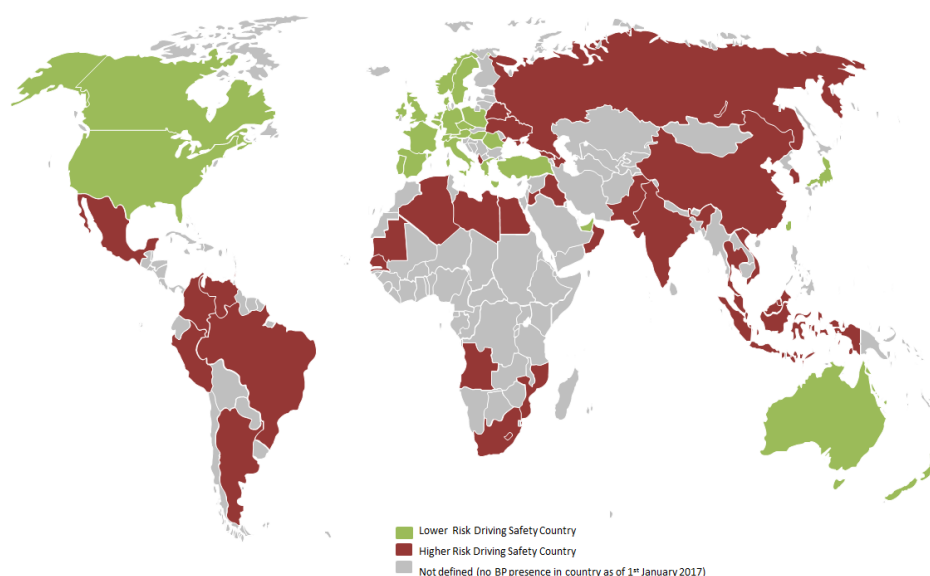 Lower Risk Driving Safety Country
Higher Risk Driving Safety Country
Not defined (no BP presence in country as of 1st January 2017)